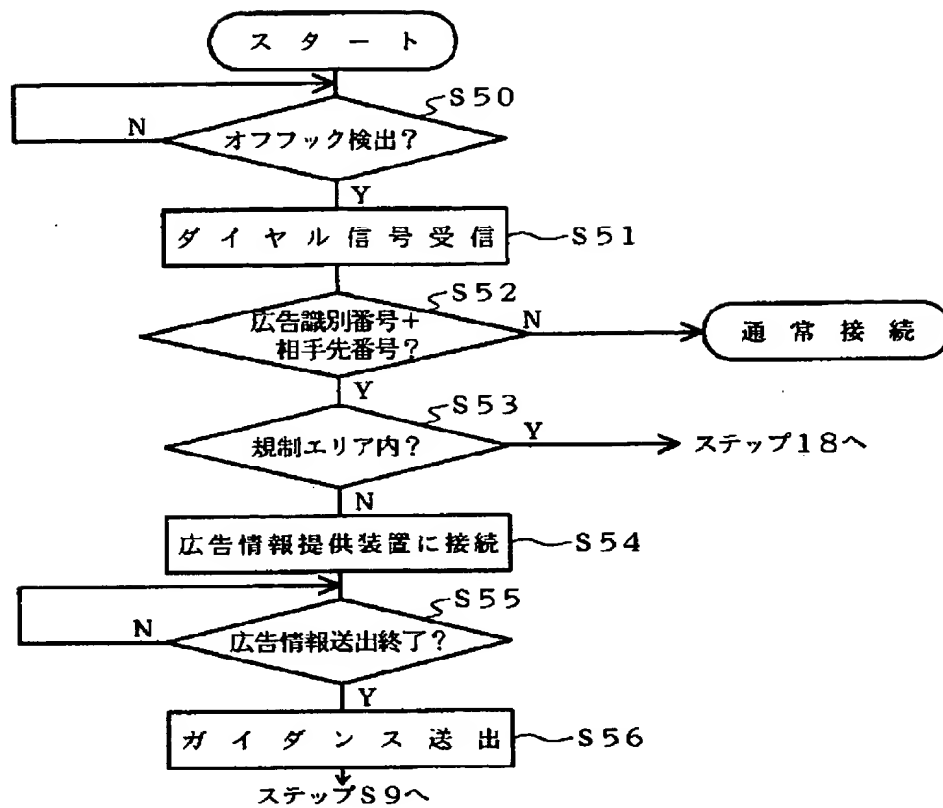 スタート
S50
N
オフフック検出?
Y
ダイヤル信号受信
S51
S52
広告識別番号+
相手先番号?
N
通常接続
Y
S53
規制エリア内?
Y
ステップ18へ
N
広告情報提供装置に接続
S54
S55
N
広告情報送出終了?
Y
ガイダンス送出
S56
ステップS9へ